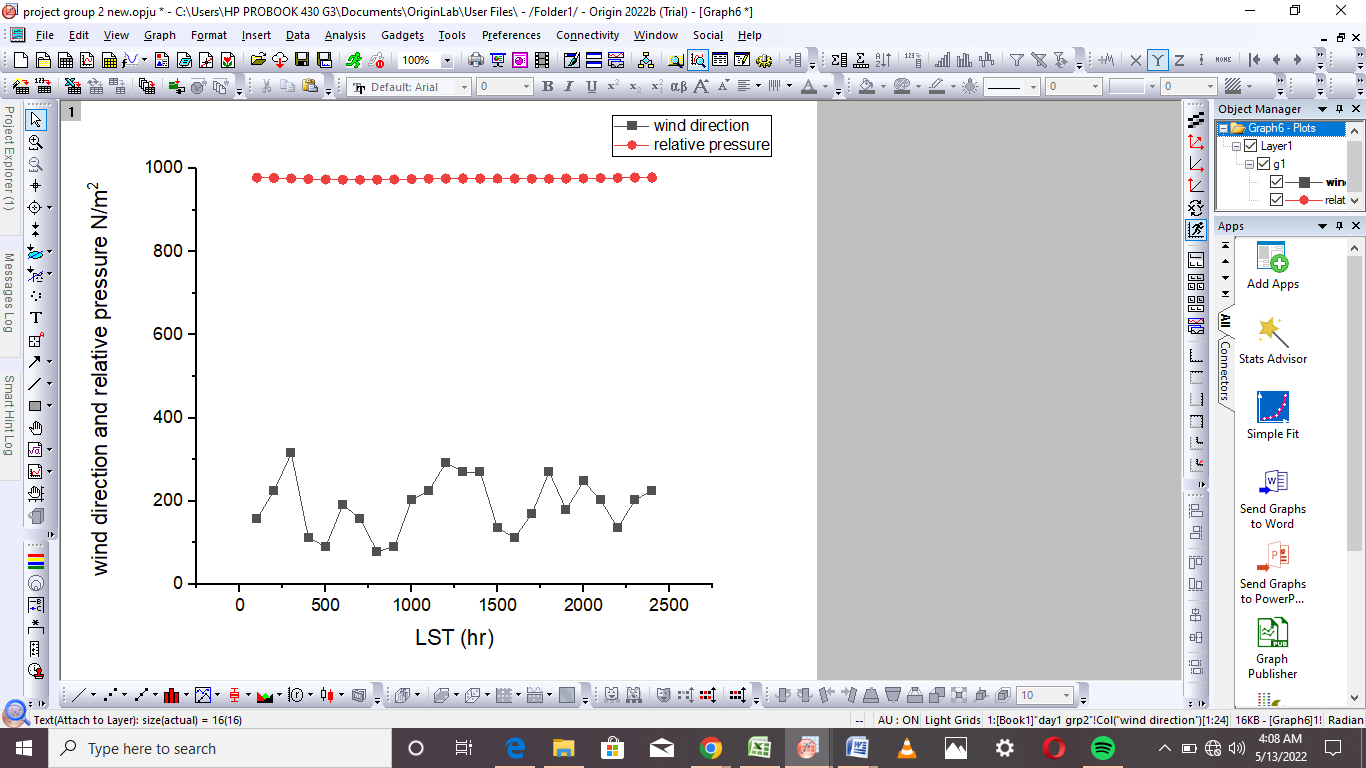 project group 2 new.opju * - C:\Users\HP PROBOOK 430 G3\Documents\OriginLab\User Files\ - /Folder1/ - Origin 2022b (Trial) - [Graph6 *]
File Edit View Graph Format Insert Data Analysis Gadgets Tools Preferences Connectivity Window Social Help
100%
Default: Arial 0 B I U αβ A A 0 0
Project Explorer (1)
Messages Log
Smart Hint Log
1
wind direction
relative pressure
wind direction and relative pressure N/m²
1000
800
600
400
200
0
0 500 1000 1500 2000 2500
LST (hr)
Object Manager
Graph6 - Plots
Layer1
g1
win
relat
Apps
All
Connectors
Add Apps
Stats Advisor
Simple Fit
Send Graphs
to Word
Send Graphs
to PowerP...
Graph
Publisher
10
Text(Attach to Layer): size(actual) = 16(16)
-- AU : ON Light Grids 1:[Book1]"day1 grp2"!Col("wind direction")[1:24] 16KB - [Graph6]1! Radian
Type here to search
4:08 AM
5/13/2022